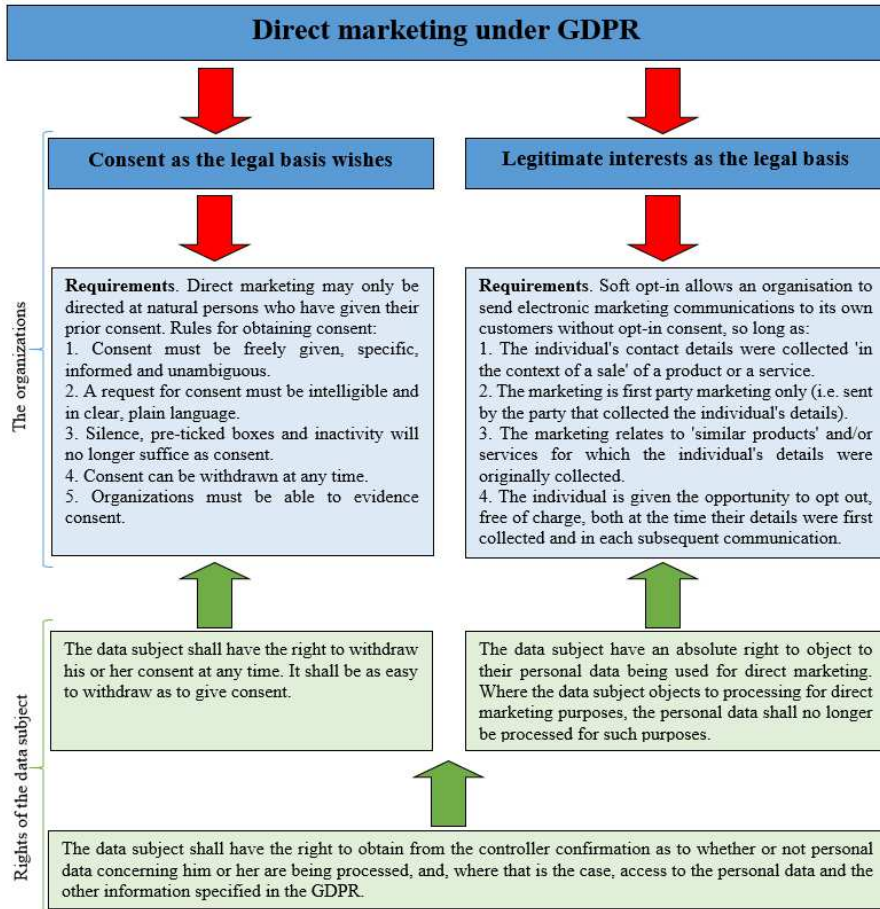 Direct marketing under GDPR
Consent as the legal basis wishes
Legitimate interests as the legal basis
The organizations
Requirements. Direct marketing may only be
directed at natural persons who have given their
prior consent. Rules for obtaining consent:
1. Consent must be freely given, specific,
informed and unambiguous.
2. A request for consent must be intelligible and
in clear, plain language.
3. Silence, pre-ticked boxes and inactivity will
no longer suffice as consent.
4. Consent can be withdrawn at any time.
5. Organizations must be able to evidence
consent.
Requirements. Soft opt-in allows an organisation to
send electronic marketing communications to its own
customers without opt-in consent, so long as:
1. The individual's contact details were collected 'in
the context of a sale' of a product or a service.
2. The marketing is first party marketing only (i.e. sent
by the party that collected the individual's details).
3. The marketing relates to 'similar products' and/or
services for which the individual's details were
originally collected.
4. The individual is given the opportunity to opt out,
free of charge, both at the time their details were first
collected and in each subsequent communication.
Rights of the data subject
The data subject shall have the right to withdraw
his or her consent at any time. It shall be as easy
to withdraw as to give consent.
The data subject have an absolute right to object to
their personal data being used for direct marketing.
Where the data subject objects to processing for direct
marketing purposes, the personal data shall no longer
be processed for such purposes.
The data subject shall have the right to obtain from the controller confirmation as to whether or not personal
data concerning him or her are being processed, and, where that is the case, access to the personal data and the
other information specified in the GDPR.